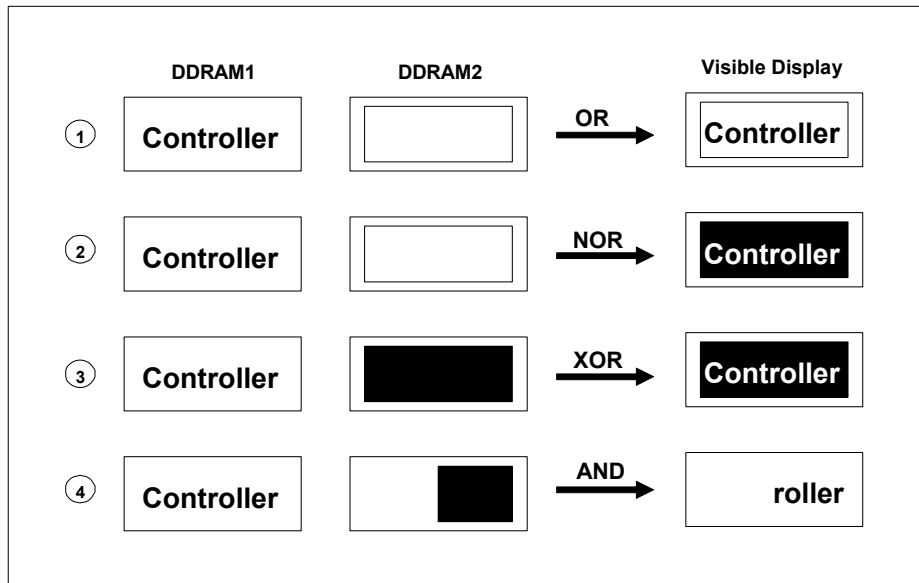 DDRAM1 DDRAM2 Visible Display
1 Controller OR Controller
2 Controller NOR Controller
3 Controller XOR Controller
4 Controller AND roller